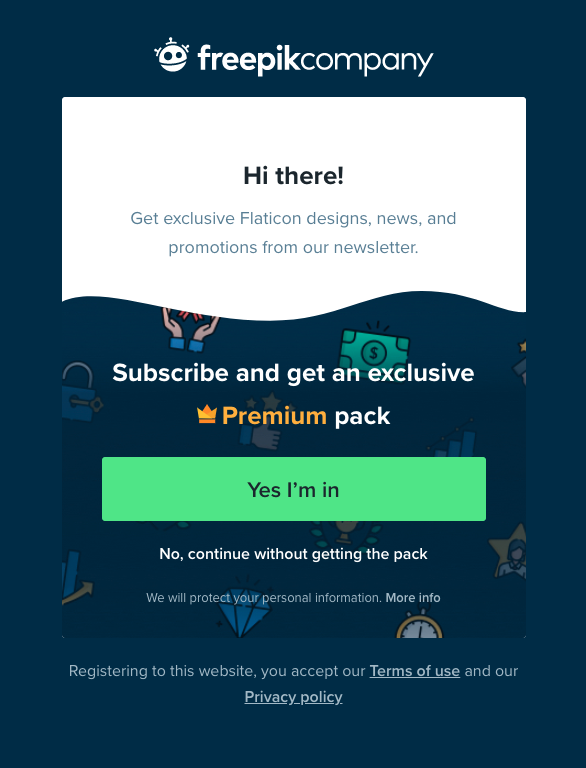 freepikcompany
Hi there!
Get exclusive Flaticon designs, news, and
promotions from our newsletter.
Subscribe and get an exclusive
Premium pack
Yes I’m in
No, continue without getting the pack
We will protect your personal information. More info
Registering to this website, you accept our Terms of use and our
Privacy policy